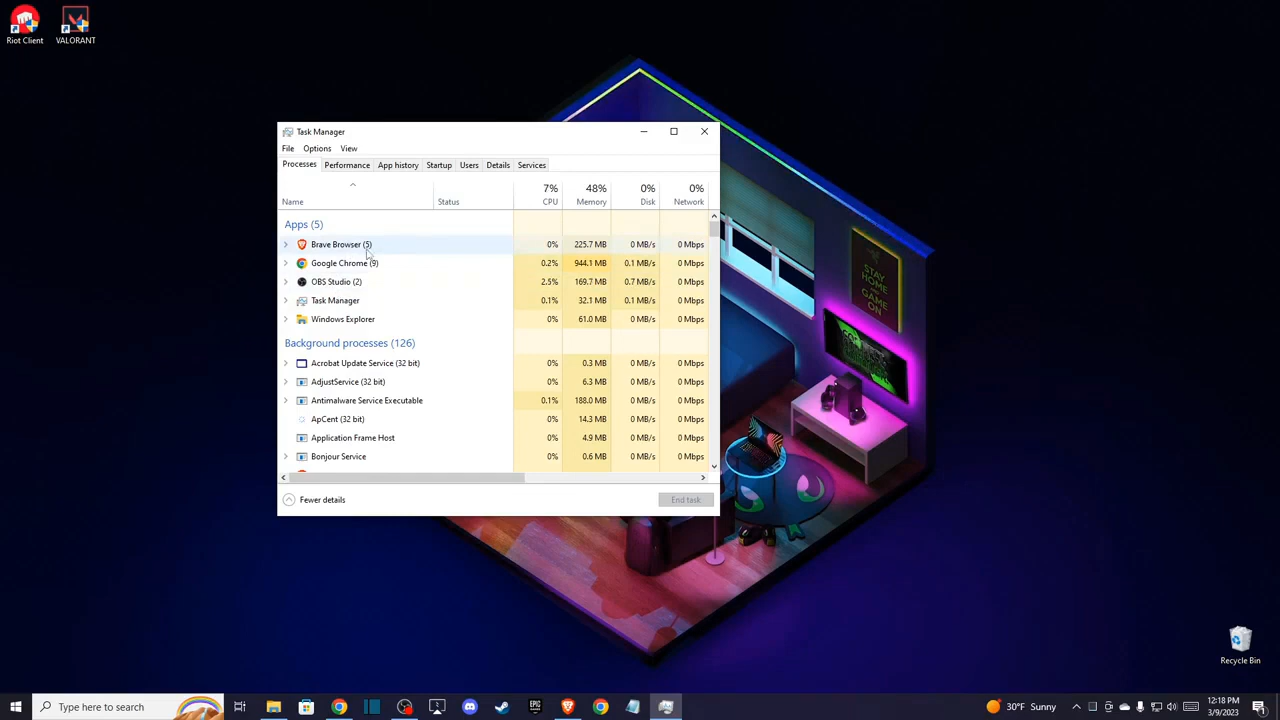 Riot Client
VALORANT
Task Manager
File Options View
Processes Performance App history Startup Users Details Services
7% 48% 0% 0%
Name Status CPU Memory Disk Network
Apps (5)
Brave Browser (5) 0% 225.7 MB 0 MB/s 0 Mbps
Google Chrome (9) 0.2% 944.1 MB 0.1 MB/s 0 Mbps
OBS Studio (2) 2.5% 169.7 MB 0.7 MB/s 0 Mbps
Task Manager 0.1% 32.1 MB 0.1 MB/s 0 Mbps
Windows Explorer 0% 61.0 MB 0 MB/s 0 Mbps
Background processes (126)
Acrobat Update Service (32 bit) 0% 0.3 MB 0 MB/s 0 Mbps
AdjustService (32 bit) 0% 6.3 MB 0 MB/s 0 Mbps
Antimalware Service Executable 0.1% 188.0 MB 0 MB/s 0 Mbps
ApCent (32 bit) 0% 14.3 MB 0 MB/s 0 Mbps
Application Frame Host 0% 4.9 MB 0 MB/s 0 Mbps
Bonjour Service 0% 0.6 MB 0 MB/s 0 Mbps
Fewer details
End task
STAY
HOME
AND
GAME
ON
Recycle Bin
Type here to search
EPIC
30°F Sunny
12:18 PM
3/9/2023